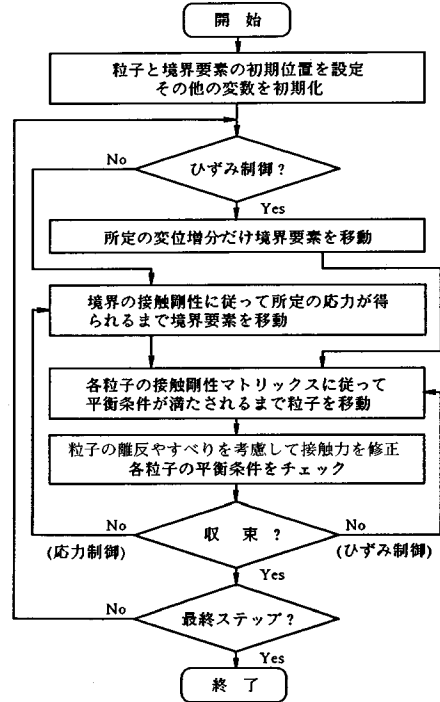 開 始
粒子と境界要素の初期位置を設定
その他の変数を初期化
No
ひずみ制御?
Yes
所定の変位増分だけ境界要素を移動
境界の接触剛性に従って所定の応力が得
られるまで境界要素を移動
各粒子の接触剛性マトリックスに従って
平衡条件が満たされるまで粒子を移動
粒子の離反やすべりを考慮して接触力を修正
各粒子の平衡条件をチェック
No
収 束 ?
No
(応力制御)
(ひずみ制御)
Yes
No
最終ステップ?
Yes
終 了